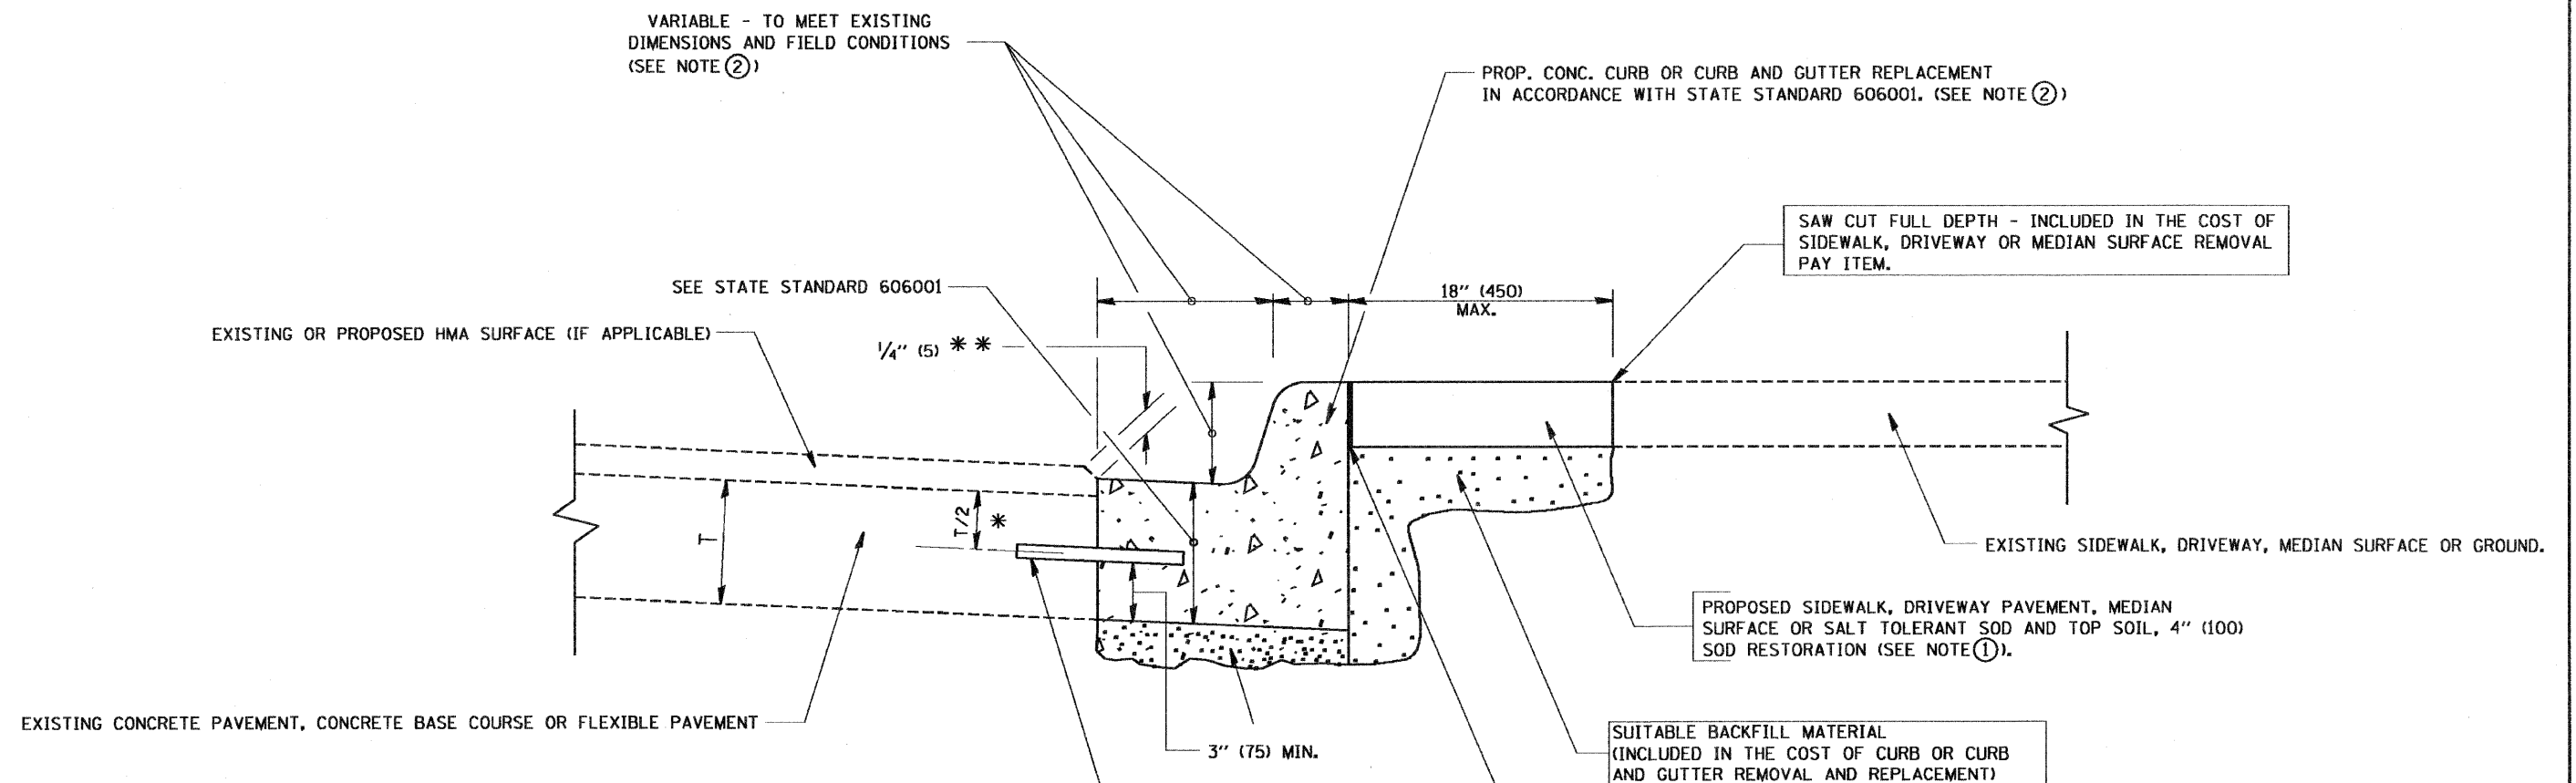 VARIABLE - TO MEET EXISTING
DIMENSIONS AND FIELD CONDITIONS
(SEE NOTE ②)
PROP. CONC. CURB OR CURB AND GUTTER REPLACEMENT
IN ACCORDANCE WITH STATE STANDARD 606001. (SEE NOTE ②)
SAW CUT FULL DEPTH - INCLUDED IN THE COST OF
SIDEWALK, DRIVEWAY OR MEDIAN SURFACE REMOVAL
PAY ITEM.
SEE STATE STANDARD 606001
18" (450)
MAX.
EXISTING OR PROPOSED HMA SURFACE (IF APPLICABLE)
1/4" (5) * *
T
T/2 *
EXISTING SIDEWALK, DRIVEWAY, MEDIAN SURFACE OR GROUND.
PROPOSED SIDEWALK, DRIVEWAY PAVEMENT, MEDIAN
SURFACE OR SALT TOLERANT SOD AND TOP SOIL, 4" (100)
SOD RESTORATION (SEE NOTE ①).
EXISTING CONCRETE PAVEMENT, CONCRETE BASE COURSE OR FLEXIBLE PAVEMENT
3" (75) MIN.
SUITABLE BACKFILL MATERIAL
(INCLUDED IN THE COST OF CURB OR CURB
AND GUTTER REMOVAL AND REPLACEMENT)